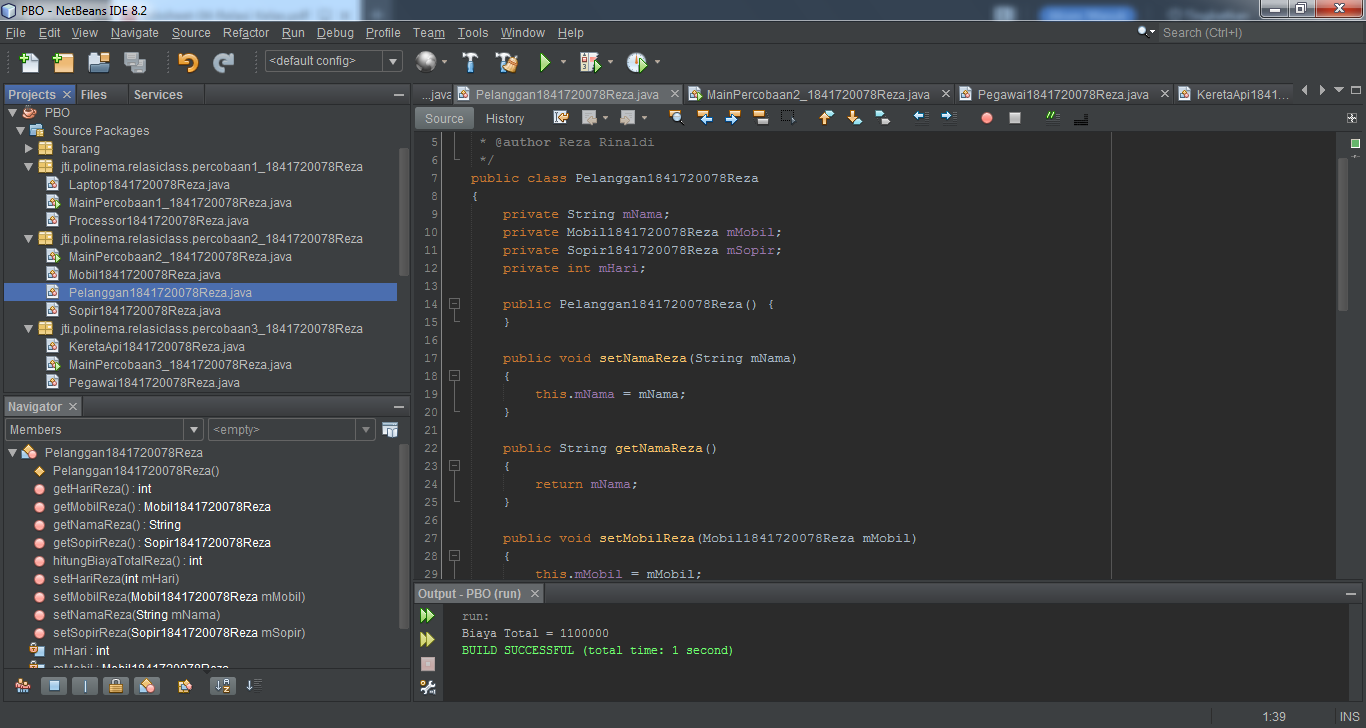 PBO - NetBeans IDE 8.2
File Edit View Navigate Source Refactor Run Debug Profile Team Tools Window Help
Search (Ctrl+I)
<default config>
Projects Files Services
PBO
Source Packages
barang
jti.polinema.relasiclass.percobaan1_1841720078Reza
Laptop1841720078Reza.java
MainPercobaan1_1841720078Reza.java
Processor1841720078Reza.java
jti.polinema.relasiclass.percobaan2_1841720078Reza
MainPercobaan2_1841720078Reza.java
Mobil1841720078Reza.java
Pelanggan1841720078Reza.java
Sopir1841720078Reza.java
jti.polinema.relasiclass.percobaan3_1841720078Reza
KeretaApi1841720078Reza.java
MainPercobaan3_1841720078Reza.java
Pegawai1841720078Reza.java
Navigator
Members <empty>
Pelanggan1841720078Reza
Pelanggan1841720078Reza()
getHariReza() : int
getMobilReza() : Mobil1841720078Reza
getNamaReza() : String
getSopirReza() : Sopir1841720078Reza
hitungBiayaTotalReza() : int
setHariReza(int mHari)
setMobilReza(Mobil1841720078Reza mMobil)
setNamaReza(String mNama)
setSopirReza(Sopir1841720078Reza mSopir)
mHari : int
mMobil : Mobil1841720078Reza
...java Pelanggan1841720078Reza.java MainPercobaan2_1841720078Reza.java Pegawai1841720078Reza.java KeretaApi1841...
Source History
5 * @author Reza Rinaldi
6 */
7 public class Pelanggan1841720078Reza
8 {
9 private String mNama;
10 private Mobil1841720078Reza mMobil;
11 private Sopir1841720078Reza mSopir;
12 private int mHari;
13
14 public Pelanggan1841720078Reza() {
15 }
16
17 public void setNamaReza(String mNama)
18 {
19 this.mNama = mNama;
20 }
21
22 public String getNamaReza()
23 {
24 return mNama;
25 }
26
27 public void setMobilReza(Mobil1841720078Reza mMobil)
28 {
29 this.mMobil = mMobil;
Output - PBO (run)
run:
Biaya Total = 1100000
BUILD SUCCESSFUL (total time: 1 second)
1:39 INS